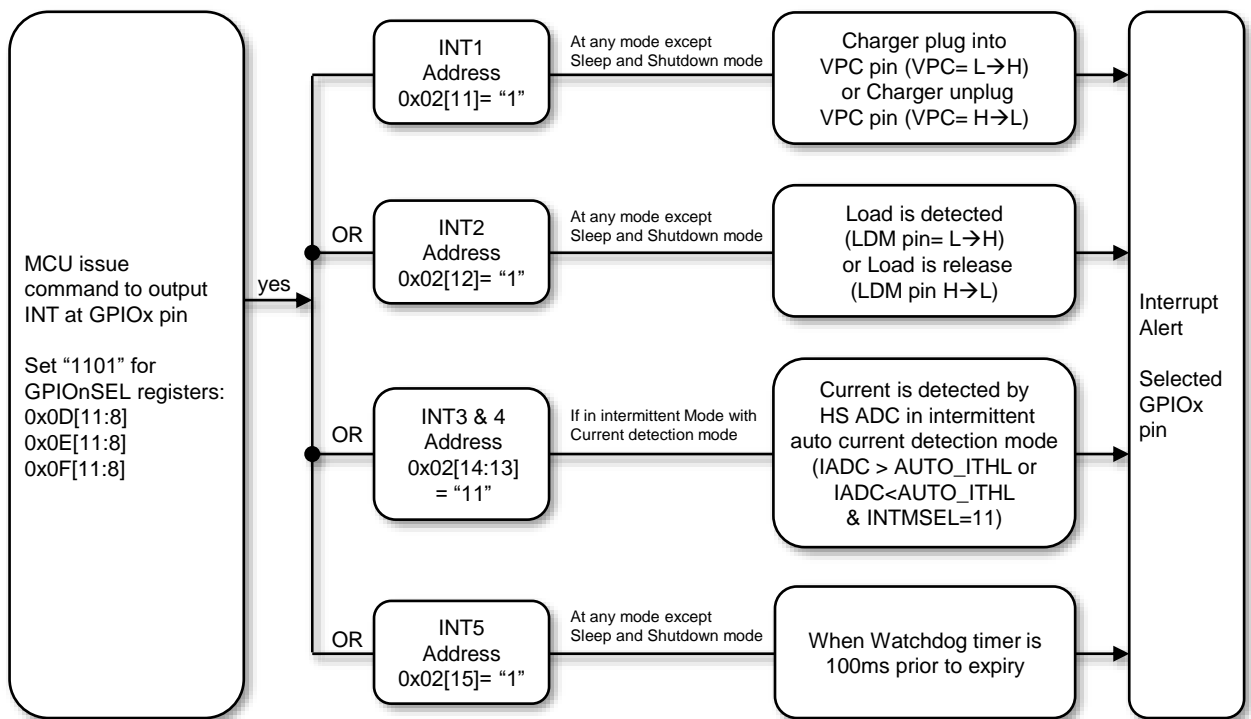 MCU issue
command to output
INT at GPIOx pin
Set “1101” for
GPIOnSEL registers:
0x0D[11:8]
0x0E[11:8]
0x0F[11:8]
yes
INT1
Address
0x02[11]= “1”
At any mode except
Sleep and Shutdown mode
Charger plug into
VPC pin (VPC= L→H)
or Charger unplug
VPC pin (VPC= H→L)
OR
INT2
Address
0x02[12]= “1”
At any mode except
Sleep and Shutdown mode
Load is detected
(LDM pin= L→H)
or Load is release
(LDM pin H→L)
OR
INT3 & 4
Address
0x02[14:13]
= “11”
If in intermittent Mode with
Current detection mode
Current is detected by
HS ADC in intermittent
auto current detection mode
(IADC > AUTO_ITHL or
IADC<AUTO_ITHL
& INTMSEL=11)
OR
INT5
Address
0x02[15]= “1”
At any mode except
Sleep and Shutdown mode
When Watchdog timer is
100ms prior to expiry
Interrupt
Alert
Selected
GPIOx
pin